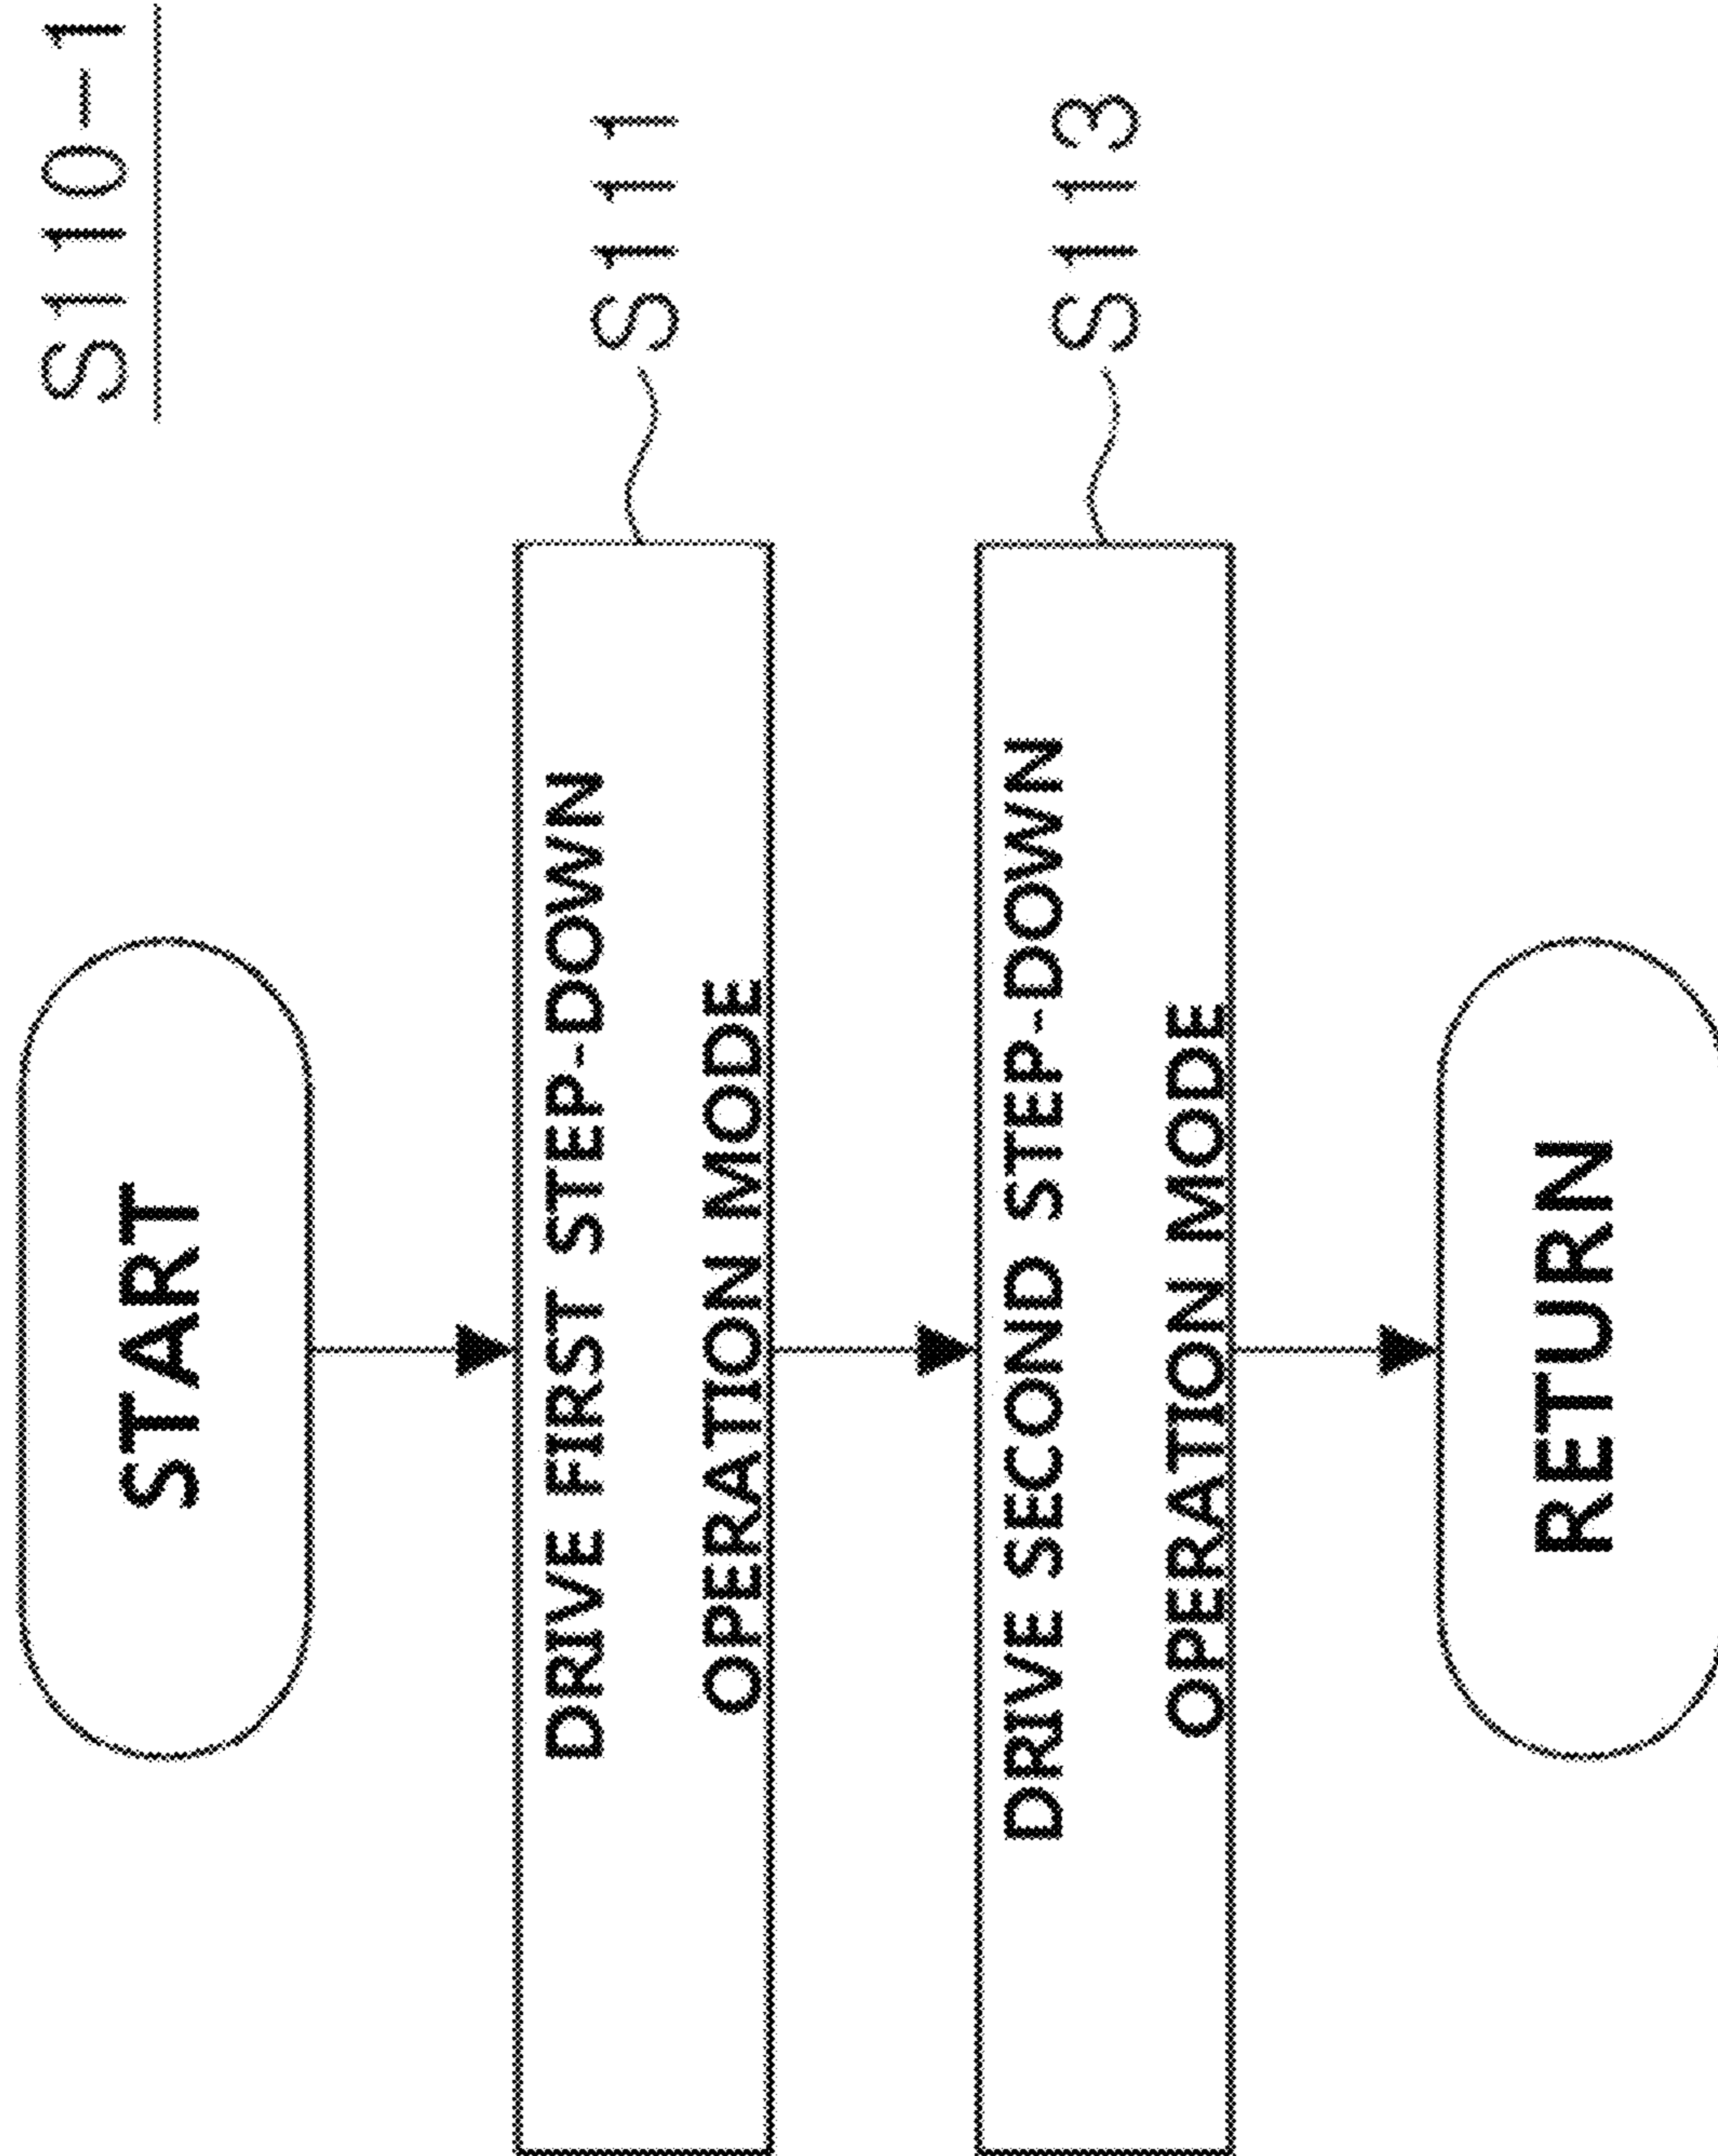 S110-1
START
DRIVE FIRST STEP-DOWN
OPERATION MODE
S111
DRIVE SECOND STEP-DOWN
OPERATION MODE
S113
RETURN